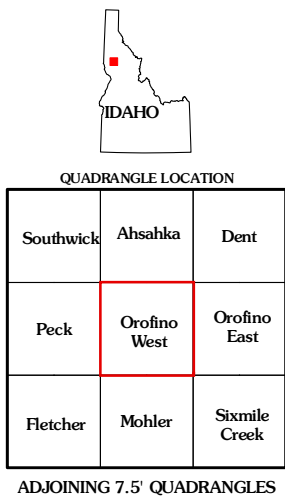 IDAHO
QUADRANGLE LOCATION
Southwick Ahsahka Dent
Peck Orofino West Orofino East
Fletcher Mohler Sixmile Creek
ADJOINING 7.5' QUADRANGLES